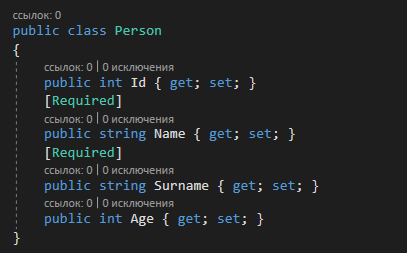 ссылок: 0
public class Person
{
ссылок: 0 | 0 исключения
public int Id { get; set; }
[Required]
ссылок: 0 | 0 исключения
public string Name { get; set; }
[Required]
ссылок: 0 | 0 исключения
public string Surname { get; set; }
ссылок: 0 | 0 исключения
public int Age { get; set; }
}